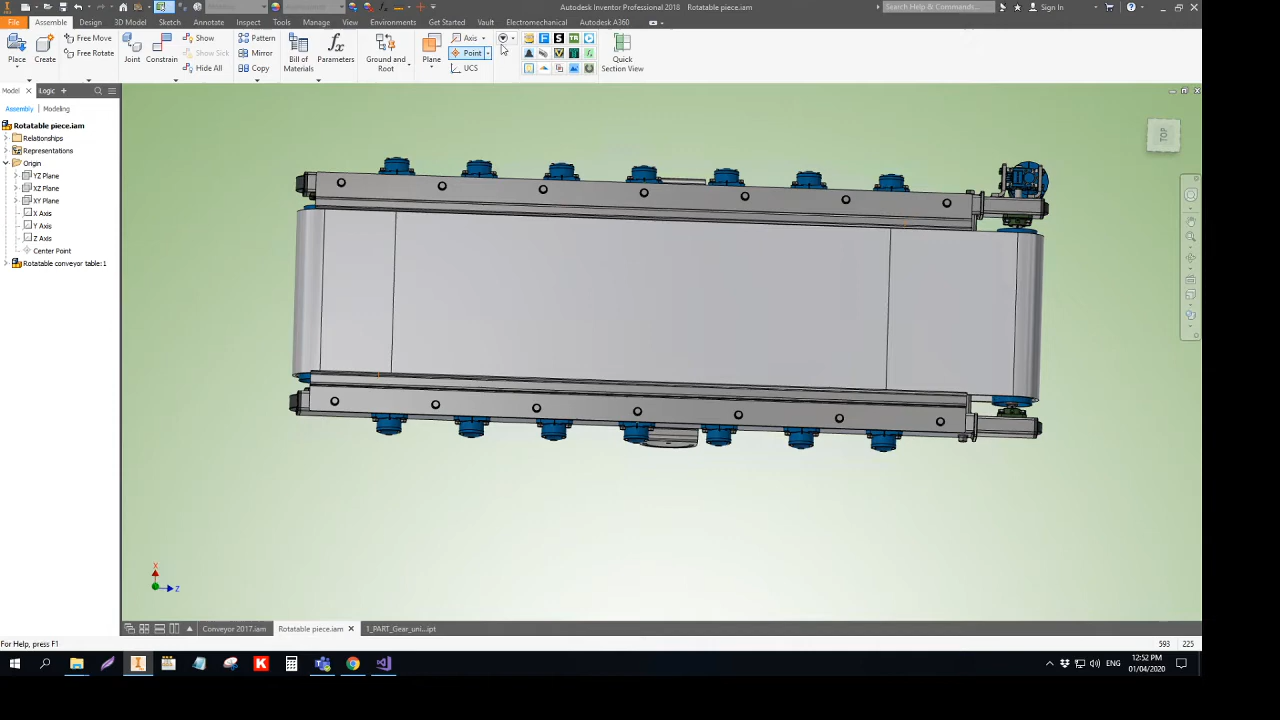 Autodesk Inventor Professional 2018   Rotatable piece.iam
Search Help & Commands...
Sign In
File
Assemble
Design
3D Model
Sketch
Annotate
Inspect
Tools
Manage
View
Environments
Get Started
Vault
Electromechanical
Autodesk A360
Place
Create
Free Move
Free Rotate
Joint
Constrain
Show
Hide All
Pattern
Mirror
Copy
Bill of
Materials
Parameters
Ground and
Root
Plane
Axis
Point
UCS
Quick
Section View
Model
Logic
Assembly
Modeling
Rotatable piece.iam
Relationships
Representations
Origin
YZ Plane
XZ Plane
XY Plane
X Axis
Y Axis
Z Axis
Center Point
Rotatable conveyor table:1
TOP
X
Z
Conveyor 2017.iam
Rotatable piece.iam
1_PART_Gear_uni...ipt
For Help, press F1
593
225
ENG
12:52 PM
01/04/2020